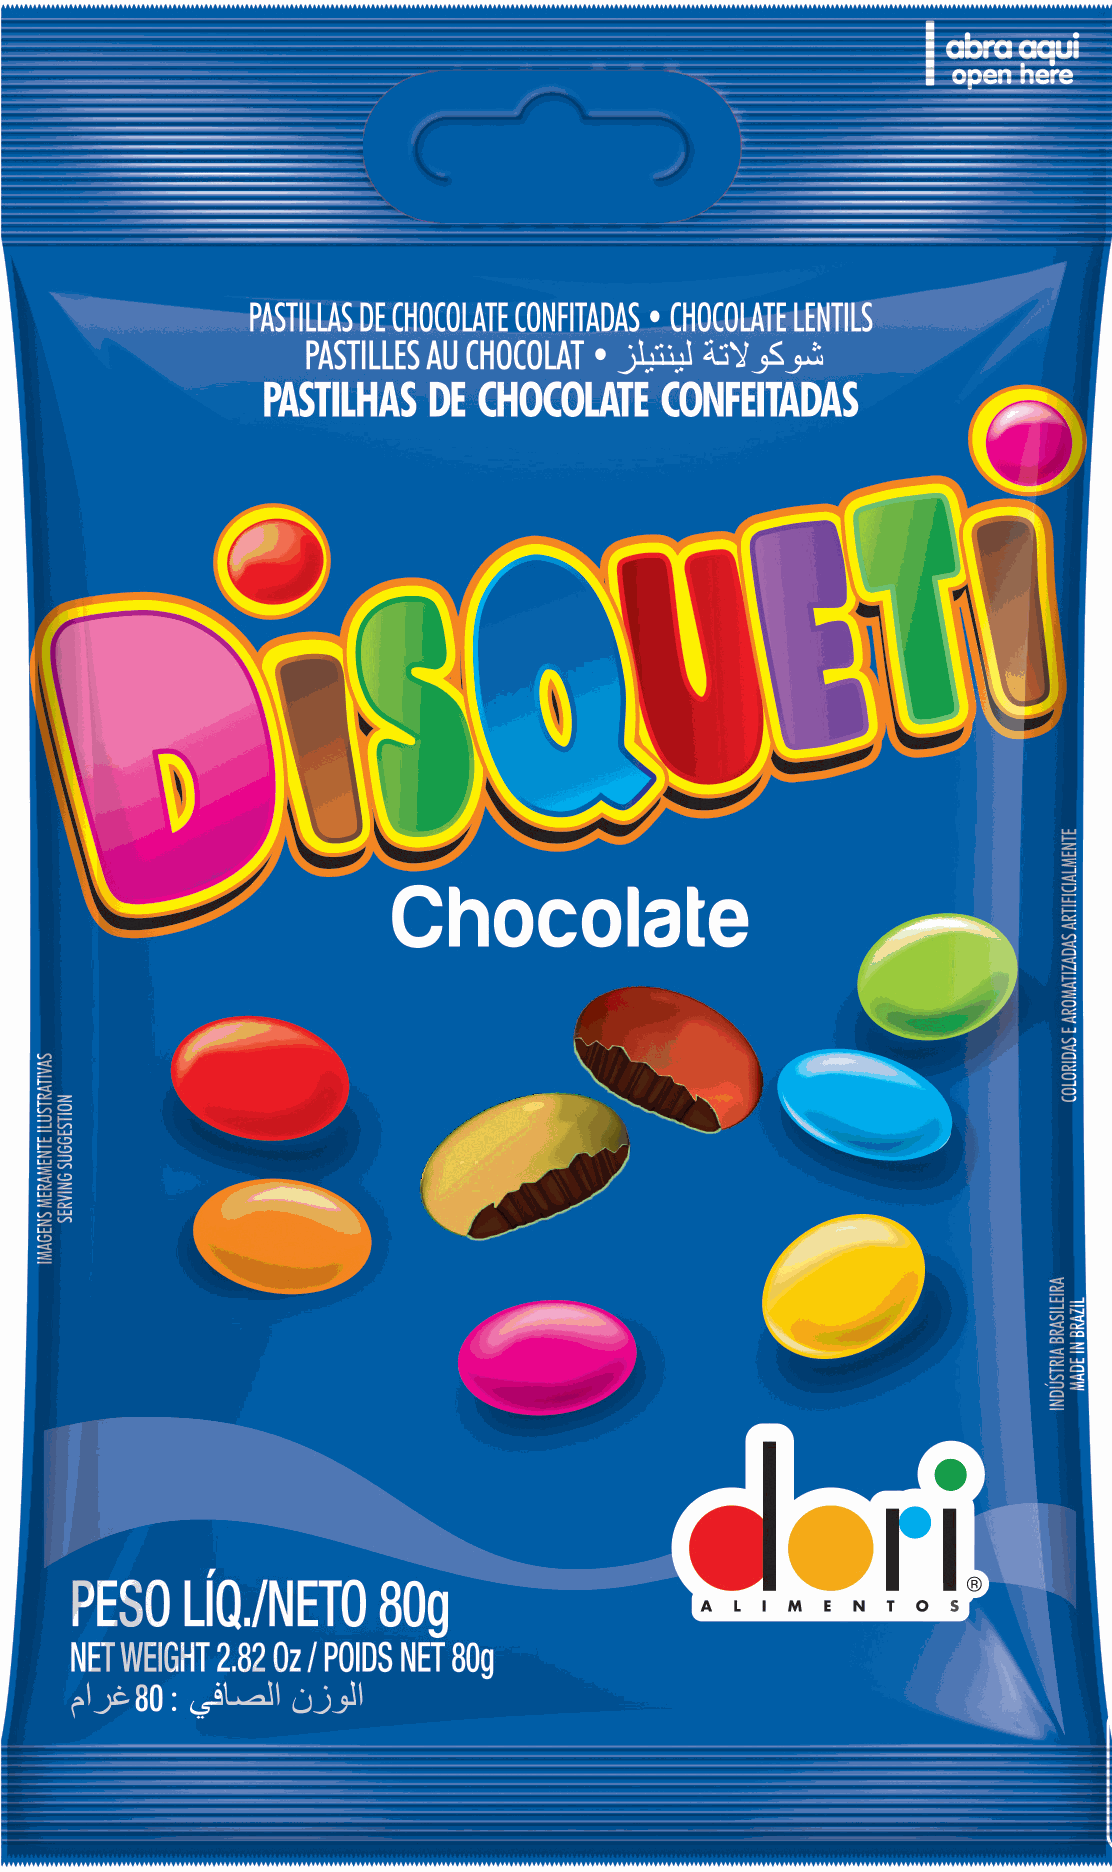 abra aqui
open here
PASTILLAS DE CHOCOLATE CONFITADAS • CHOCOLATE LENTILS
PASTILLES AU CHOCOLAT • شوكولاتة لينتيلز
PASTILHAS DE CHOCOLATE CONFEITADAS
DiSQUETi
Chocolate
COLORIDAS E AROMATIZADAS ARTIFICIALMENTE
IMAGENS MERAMENTE ILUSTRATIVAS
SERVING SUGGESTION
INDÚSTRIA BRASILEIRA
MADE IN BRAZIL
dori®
ALIMENTOS
PESO LÍQ./NETO 80g
NET WEIGHT 2.82 Oz / POIDS NET 80g
الوزن الصافي : 80 غرام